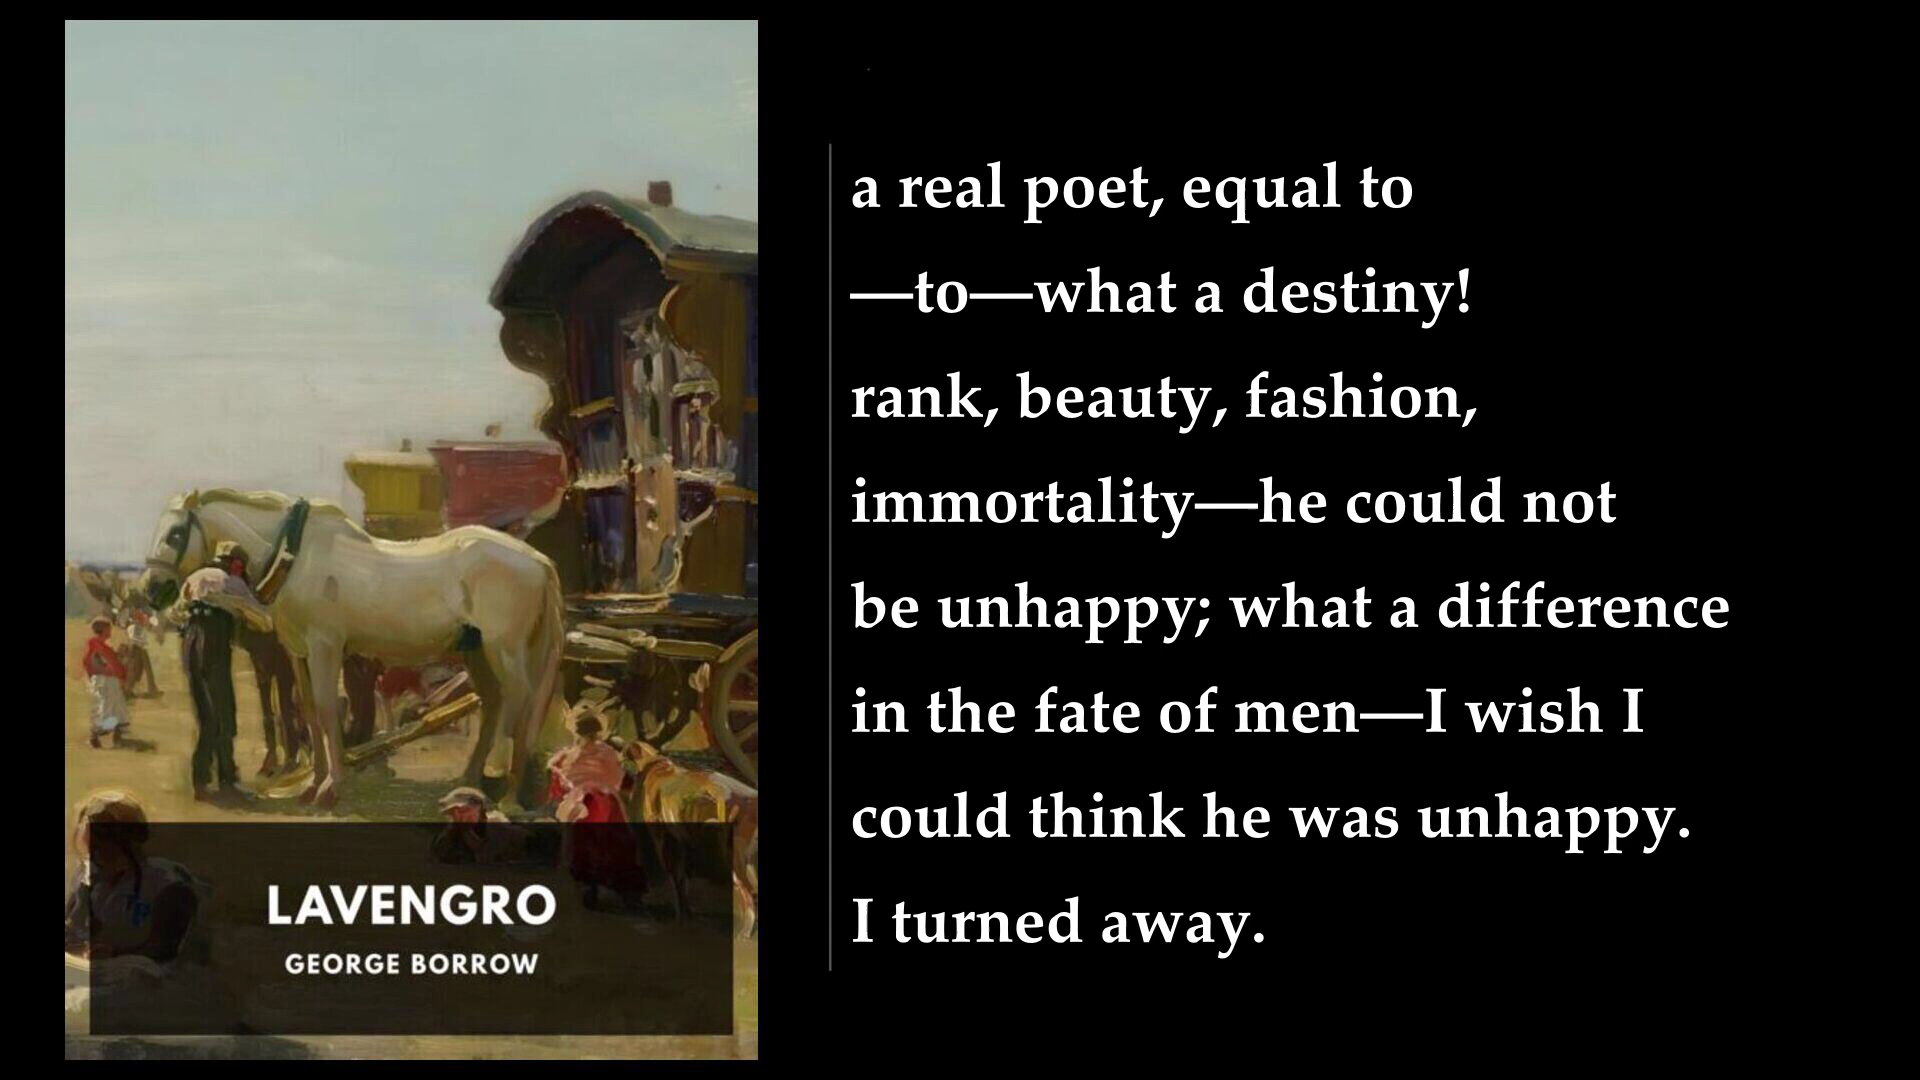 LAVENGRO
GEORGE BORROW
a real poet, equal to
—to—what a destiny!
rank, beauty, fashion,
immortality—he could not
be unhappy; what a difference
in the fate of men—I wish I
could think he was unhappy.
I turned away.